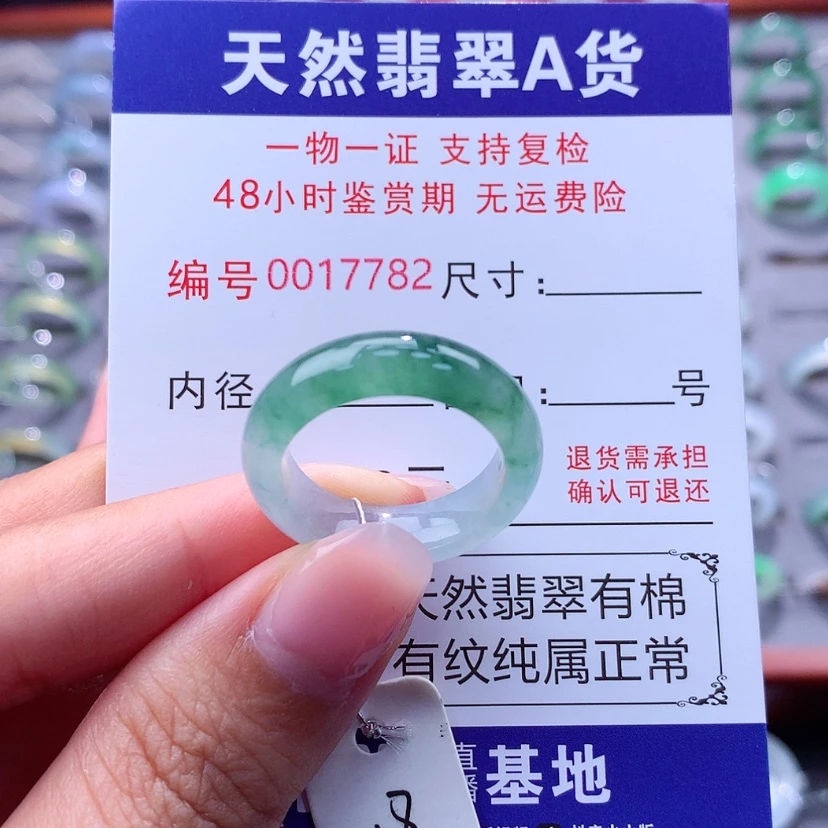 天然翡翠A货
一物一证 支持复检
48小时鉴赏期 无运费险
编号0017782尺寸:
内径 :号
退货需承担
确认可退还
天然翡翠有棉
有纹纯属正常
直播基地